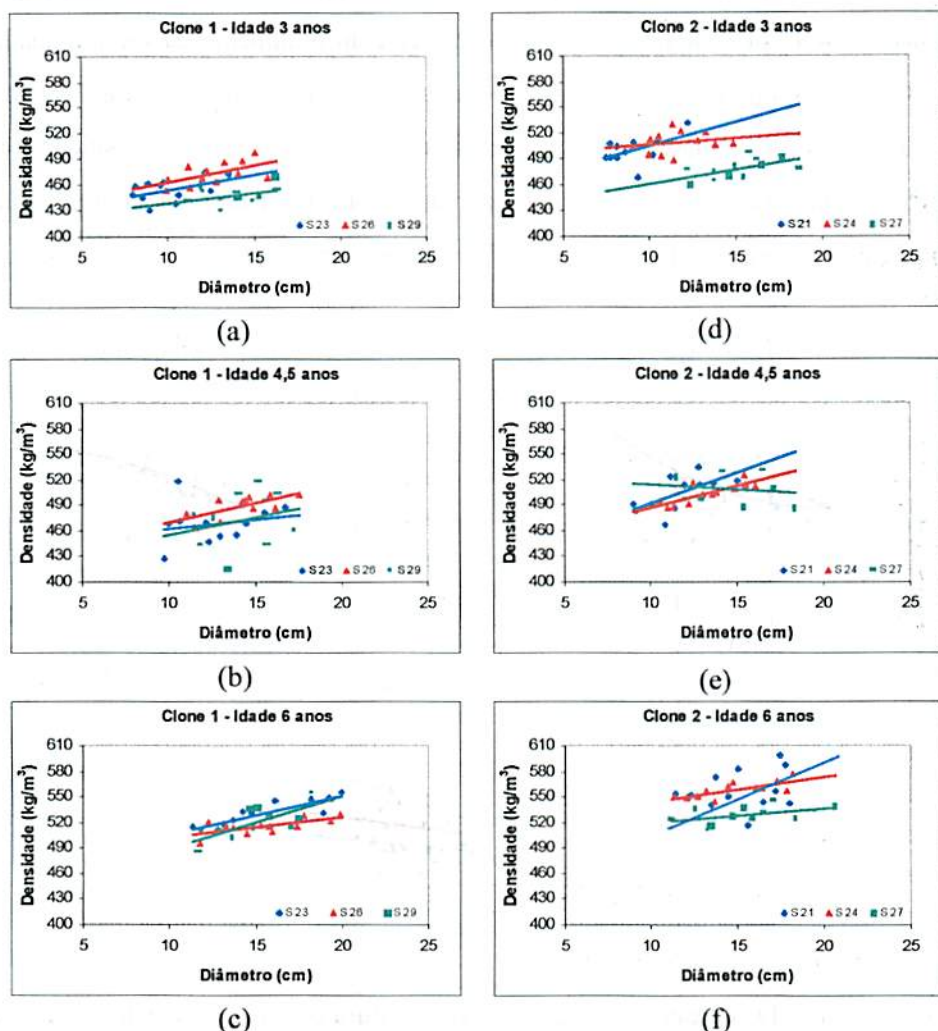 Clone 1 - Idade 3 anos
Densidade (kg/m³)
610
580
550
520
490
460
430
400
S23 S26 S29
5 10 15 20 25
Diâmetro (cm)
(a)
Clone 2 - Idade 3 anos
Densidade (kg/m³)
610
580
550
520
490
460
430
400
S21 S24 S27
5 10 15 20 25
Diâmetro (cm)
(d)
Clone 1 - Idade 4,5 anos
Densidade (kg/m³)
610
580
550
520
490
460
430
400
S23 S26 S29
5 10 15 20 25
Diâmetro (cm)
(b)
Clone 2 - Idade 4,5 anos
Densidade (kg/m³)
610
580
550
520
490
460
430
400
S21 S24 S27
5 10 15 20 25
Diâmetro (cm)
(e)
Clone 1 - Idade 6 anos
Densidade (kg/m³)
610
580
550
520
490
460
430
400
S23 S26 S29
5 10 15 20 25
Diâmetro (cm)
(c)
Clone 2 - Idade 6 anos
Densidade (kg/m³)
610
580
550
520
490
460
430
400
S21 S24 S27
5 10 15 20 25
Diâmetro (cm)
(f)